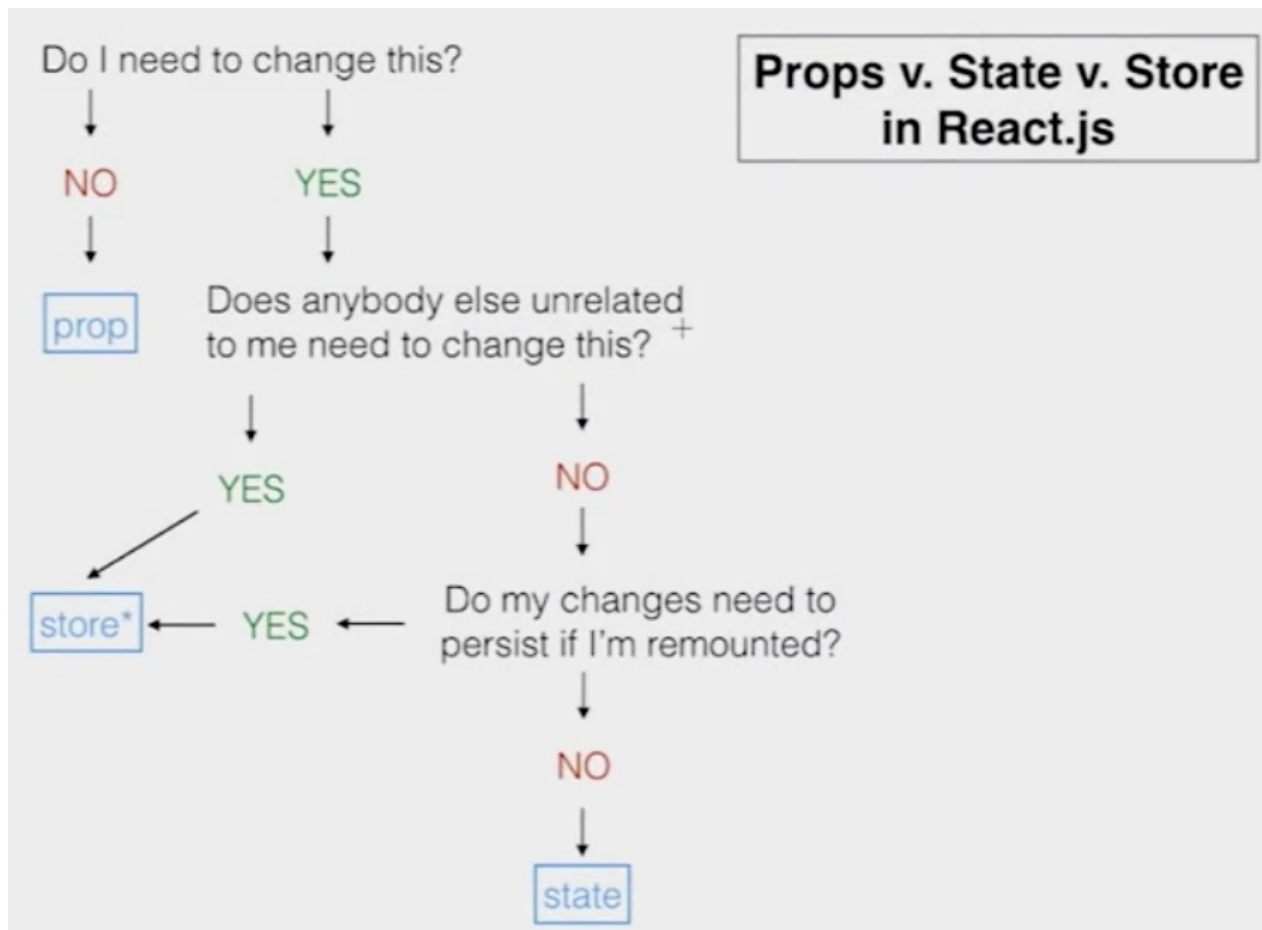 Do I need to change this?
Props v. State v. Store
in React.js
NO
YES
prop
Does anybody else unrelated
to me need to change this?
YES
NO
store*
YES
Do my changes need to
persist if I'm remounted?
NO
state